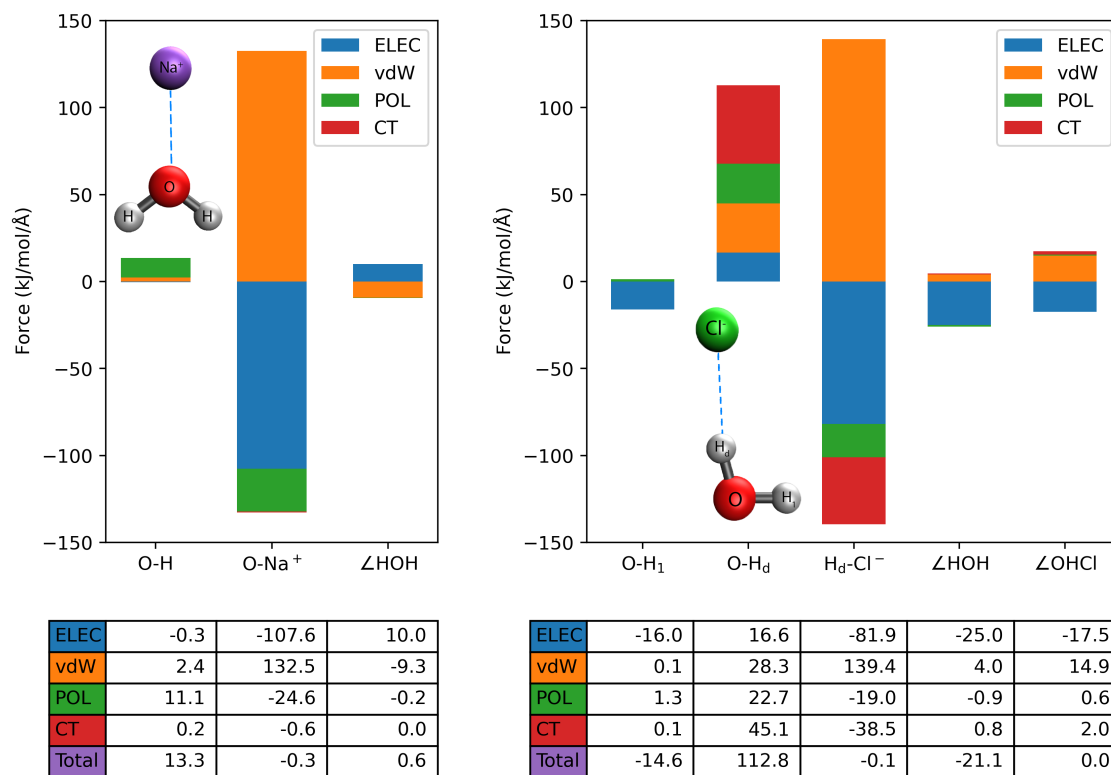 150
100
50
0
−50
−100
−150
Force (kJ/mol/Å)
ELEC
vdW
POL
CT
Na⁺
O
H H
O-H O-Na⁺ ∠HOH
ELEC -0.3 -107.6 10.0
vdW 2.4 132.5 -9.3
POL 11.1 -24.6 -0.2
CT 0.2 -0.6 0.0
Total 13.3 -0.3 0.6
150
100
50
0
−50
−100
−150
Force (kJ/mol/Å)
ELEC
vdW
POL
CT
Cl⁻
H_d
O H₁
O-H₁ O-H_d H_d-Cl⁻ ∠HOH ∠OHCl
ELEC -16.0 16.6 -81.9 -25.0 -17.5
vdW 0.1 28.3 139.4 4.0 14.9
POL 1.3 22.7 -19.0 -0.9 0.6
CT 0.1 45.1 -38.5 0.8 2.0
Total -14.6 112.8 -0.1 -21.1 0.0